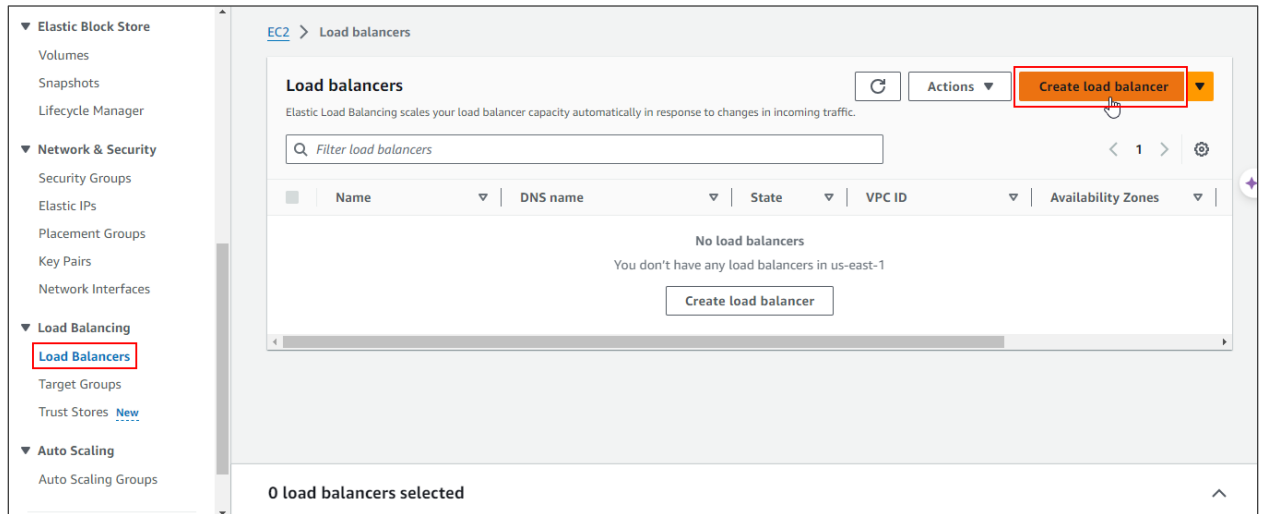 Elastic Block Store
Volumes
Snapshots
Lifecycle Manager
Network & Security
Security Groups
Elastic IPs
Placement Groups
Key Pairs
Network Interfaces
Load Balancing
Load Balancers
Target Groups
Trust Stores New
Auto Scaling
Auto Scaling Groups
EC2 > Load balancers
Load balancers
Actions
Create load balancer
Elastic Load Balancing scales your load balancer capacity automatically in response to changes in incoming traffic.
Filter load balancers
1
Name DNS name State VPC ID Availability Zones
No load balancers
You don't have any load balancers in us-east-1
Create load balancer
0 load balancers selected